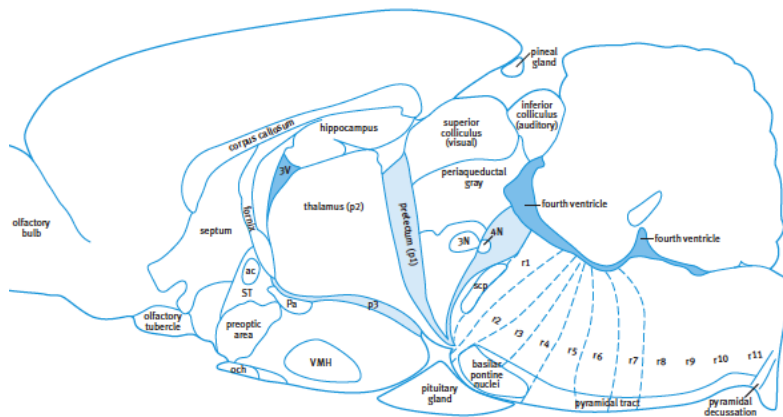 pineal
gland
inferior
colliculus
(auditory)
superior
colliculus
(visual)
hippocampus
corpus callosum
periaqueductal
gray
3V
thalamus (p2)
pretectum (p1)
fornix
fourth ventricle
olfactory
bulb
septum
3N
4N
fourth ventricle
r1
ac
ST
scp
Pa
p3
olfactory
tubercle
preoptic
area
r2
r3
r4
r5
r6
r7
r8
r9
r10
r11
VMH
och
basilar
pontine
nuclei
pituitary
gland
pyramidal tract
pyramidal
decussation